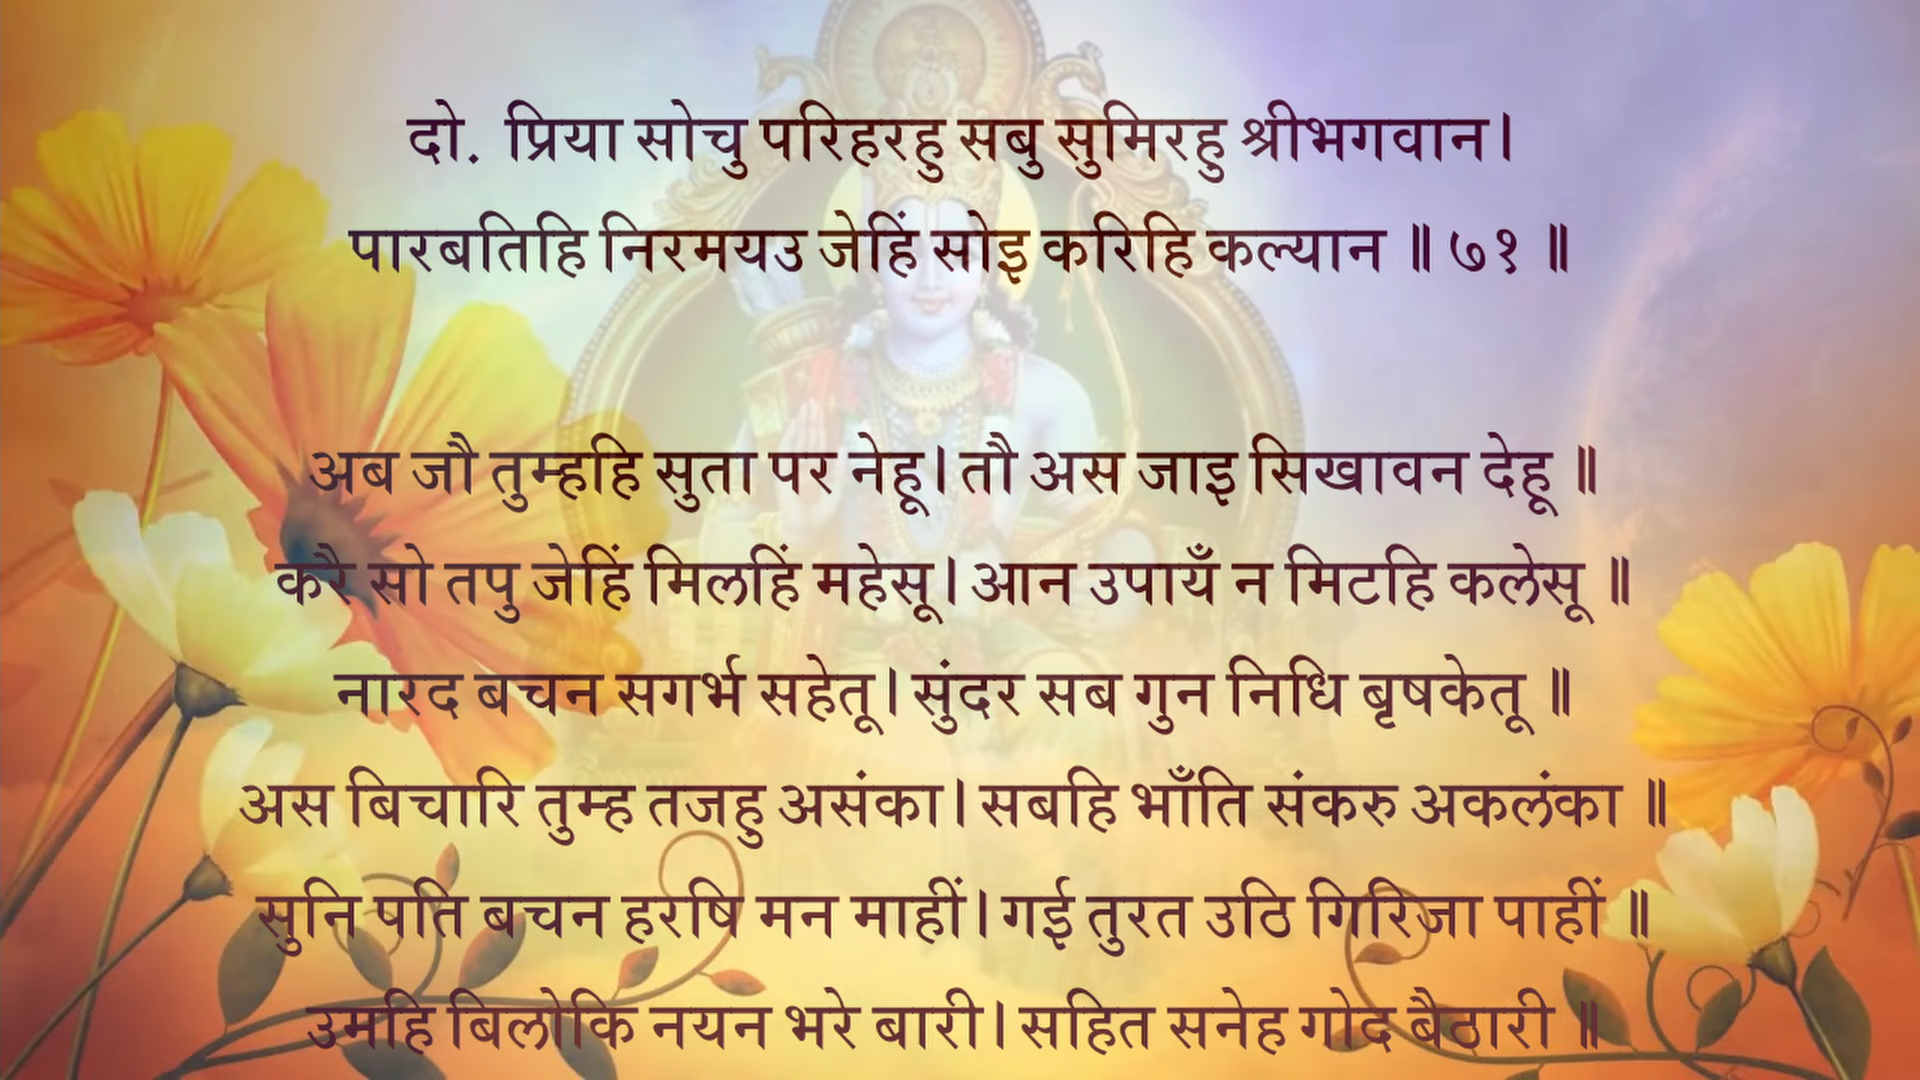 दो. प्रिया सोचु परिहरहु सबु सुमिरहु श्रीभगवान।
पारबतिहि निरमयउ जेहिं सोइ करिहि कल्यान ॥ ७१ ॥
अब जौ तुम्हहि सुता पर नेहू। तौ अस जाइ सिखावन देहू ॥
करै सो तपु जेहिं मिलहिं महेसू। आन उपायँ न मिटहि कलेसू ॥
नारद बचन सगर्भ सहेतू। सुंदर सब गुन निधि बृषकेतू ॥
अस बिचारि तुम्ह तजहु असंका। सबहि भाँति संकरु अकलंका ॥
सुनि पति बचन हरषि मन माहीं। गई तुरत उठि गिरिजा पाहीं ॥
उमहि बिलोकि नयन भरे बारी। सहित सनेह गोद बैठारी ॥